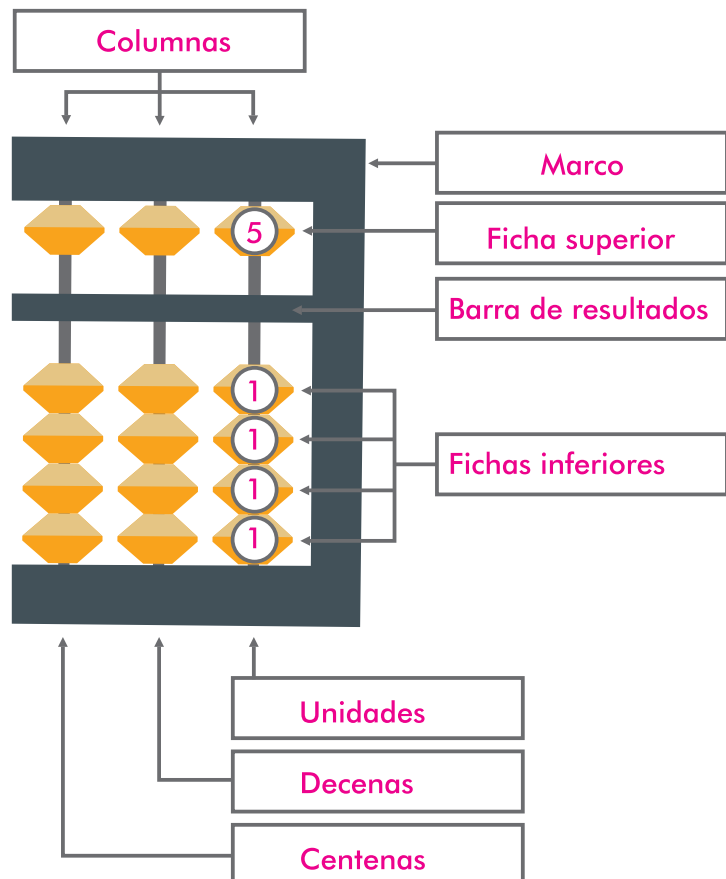 Columnas
Marco
5
Ficha superior
Barra de resultados
1
1
1
1
Fichas inferiores
Unidades
Decenas
Centenas